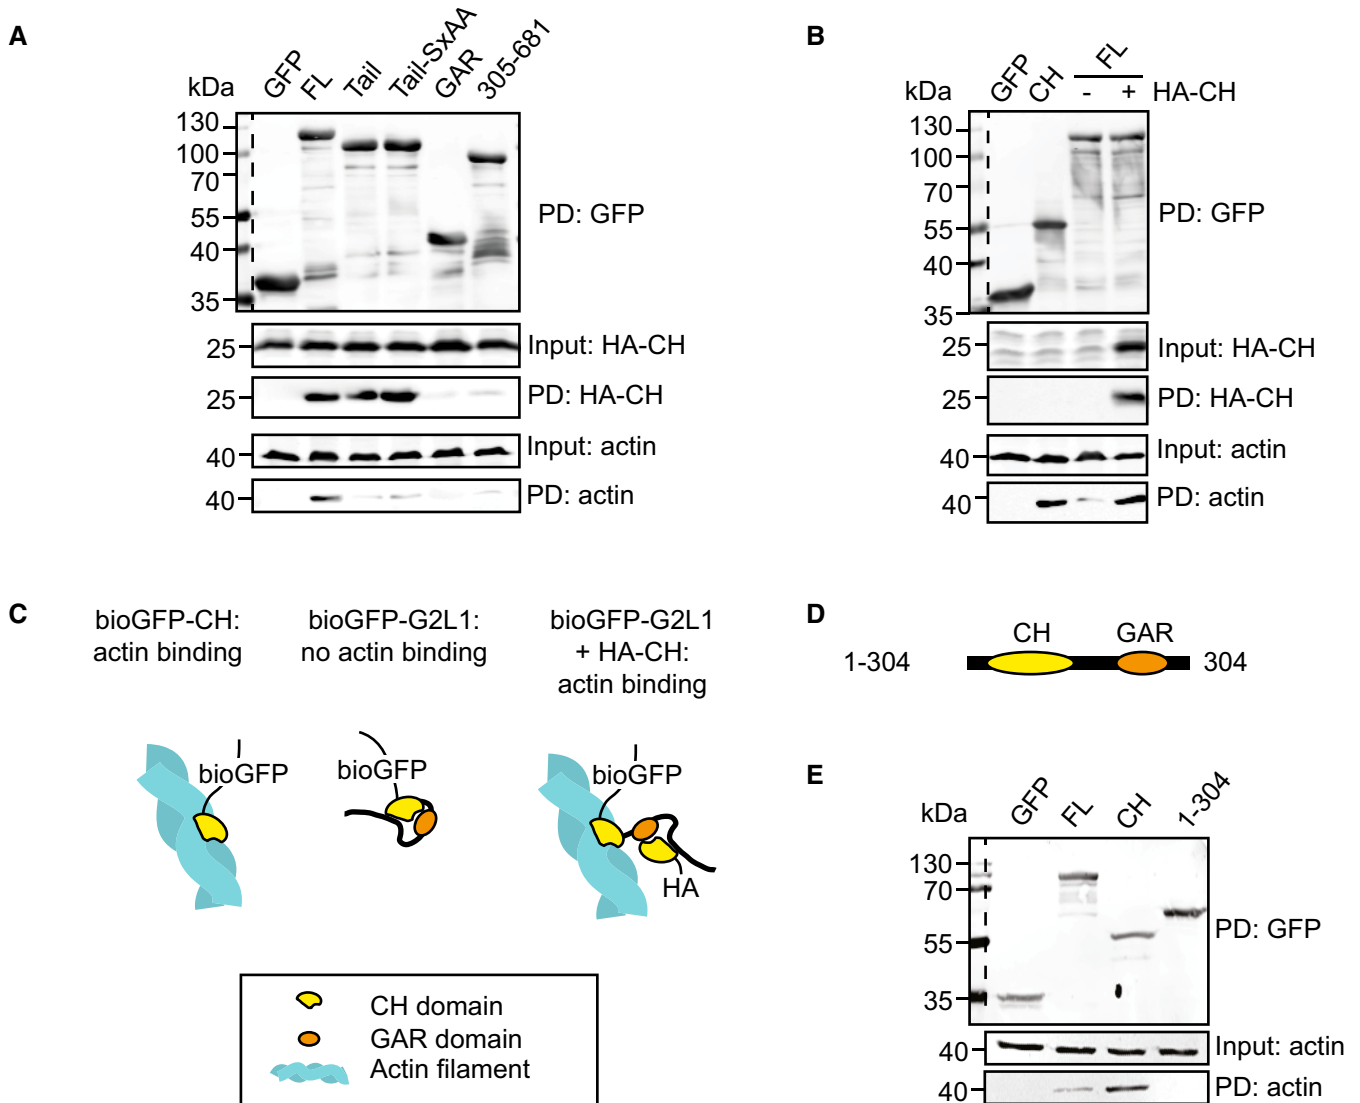 A
kDa
GFP
FL
Tail
Tail-SxAA
GAR
305-681
130
100
70
55
40
35
PD: GFP
25
Input: HA-CH
25
PD: HA-CH
40
Input: actin
40
PD: actin
B
kDa
GFP
CH
FL
- +
HA-CH
130
100
70
55
40
35
PD: GFP
25
Input: HA-CH
25
PD: HA-CH
40
Input: actin
40
PD: actin
C
bioGFP-CH:
actin binding
bioGFP
bioGFP-G2L1:
no actin binding
bioGFP
bioGFP-G2L1
+ HA-CH:
actin binding
bioGFP
HA
CH domain
GAR domain
Actin filament
D
CH
GAR
1-304
304
E
kDa
GFP
FL
CH
1-304
130
70
55
35
PD: GFP
40
Input: actin
40
PD: actin